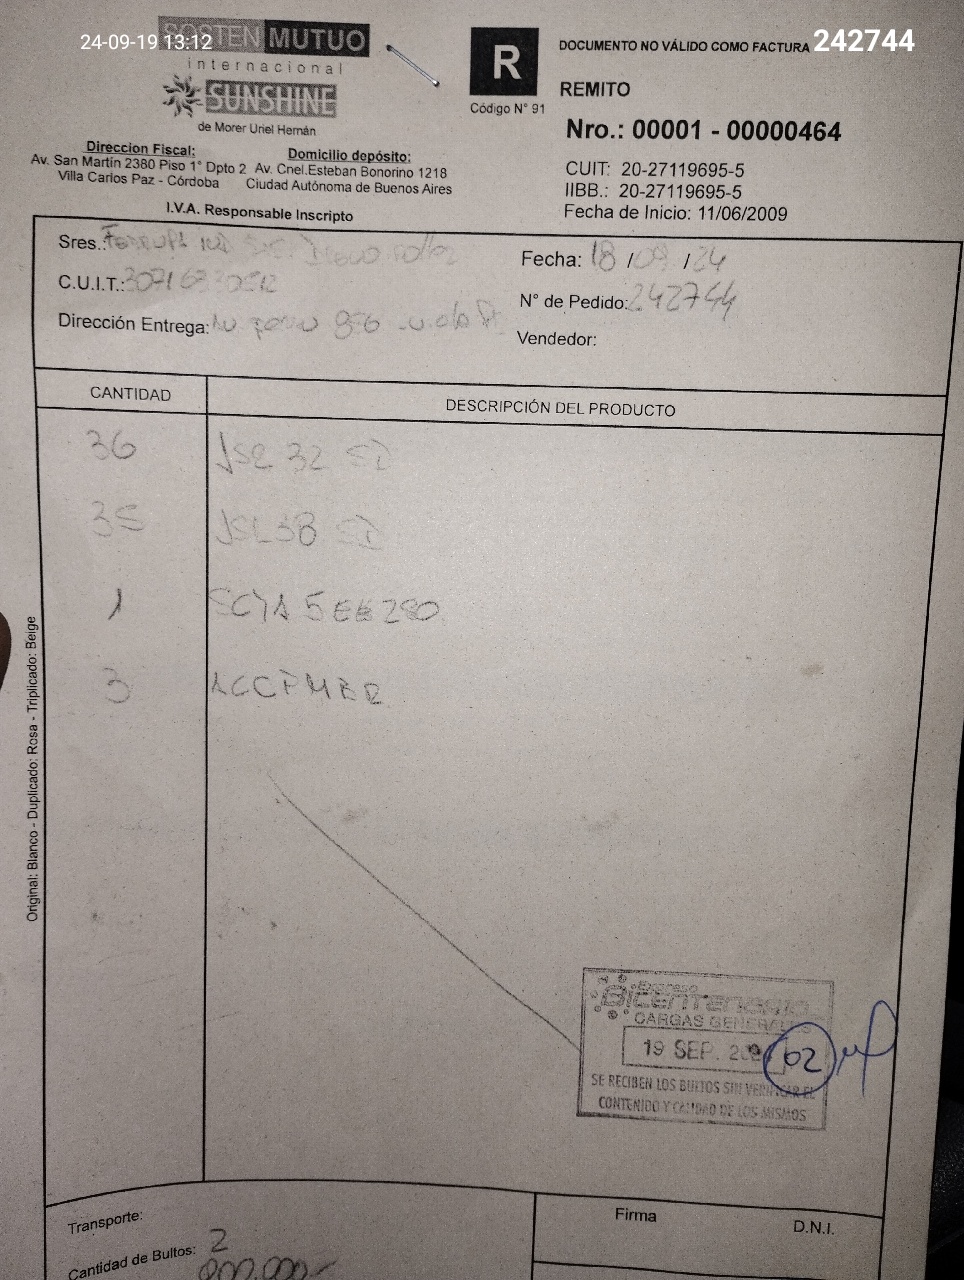 24-09-19 13:12
242744
SOSTEN MUTUO
internacional
SUNSHINE
de Morer Uriel Hernán
Direccion Fiscal:
Av. San Martín 2380 Piso 1° Dpto 2
Villa Carlos Paz - Córdoba
Domicilio depósito:
Av. Cnel.Esteban Bonorino 1218
Ciudad Autónoma de Buenos Aires
I.V.A. Responsable Inscripto
R
Código N° 91
DOCUMENTO NO VÁLIDO COMO FACTURA
REMITO
Nro.: 00001 - 00000464
CUIT: 20-27119695-5
IIBB.: 20-27119695-5
Fecha de Inicio: 11/06/2009
Sres.:
C.U.I.T.:
Dirección Entrega:
Fecha: 18 / 09 / 24
N° de Pedido: 242744
Vendedor:
CANTIDAD DESCRIPCIÓN DEL PRODUCTO
36
35
1
3
Original: Blanco - Duplicado: Rosa - Triplicado: Beige
Expreso
Bicentenario
CARGAS GENERALES
19 SEP. 02
SE RECIBEN LOS BULTOS SIN VERIFICAR EL
CONTENIDO Y CALIDAD DE LOS MISMOS
Transporte:
Cantidad de Bultos: 2
Firma D.N.I.